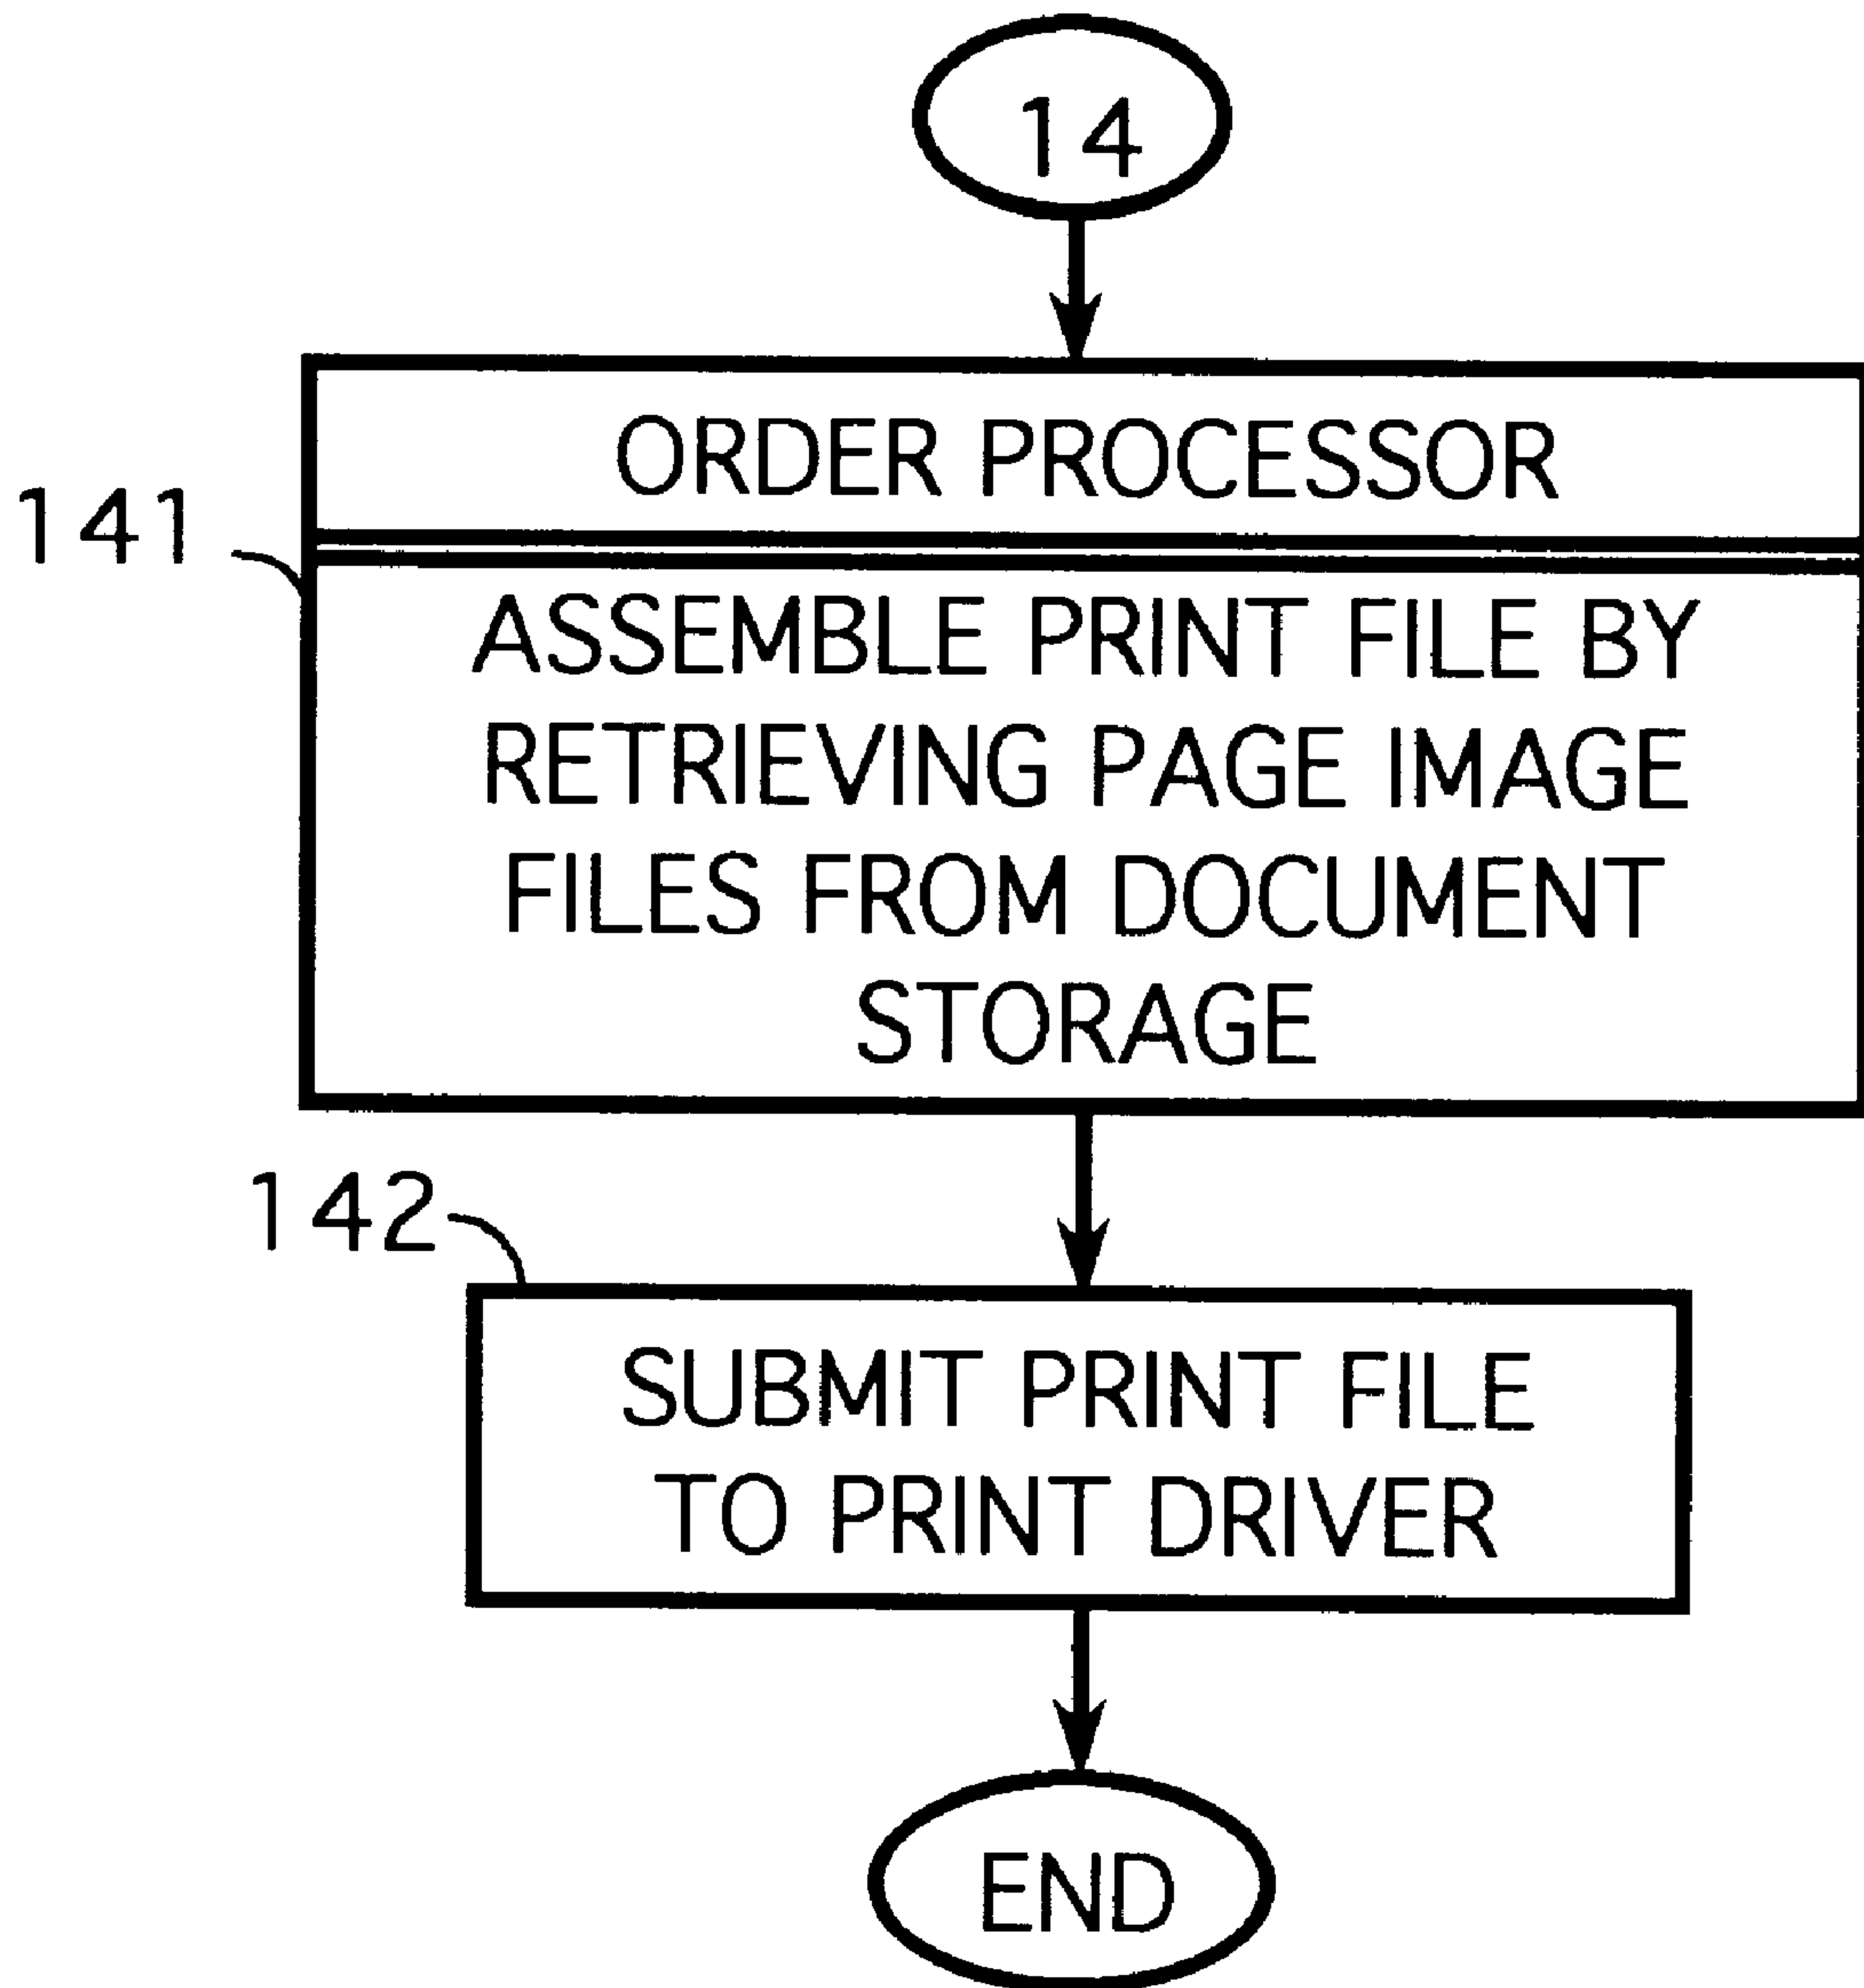 14
ORDER PROCESSOR
141
ASSEMBLE PRINT FILE BY
RETRIEVING PAGE IMAGE
FILES FROM DOCUMENT
STORAGE
142
SUBMIT PRINT FILE
TO PRINT DRIVER
END